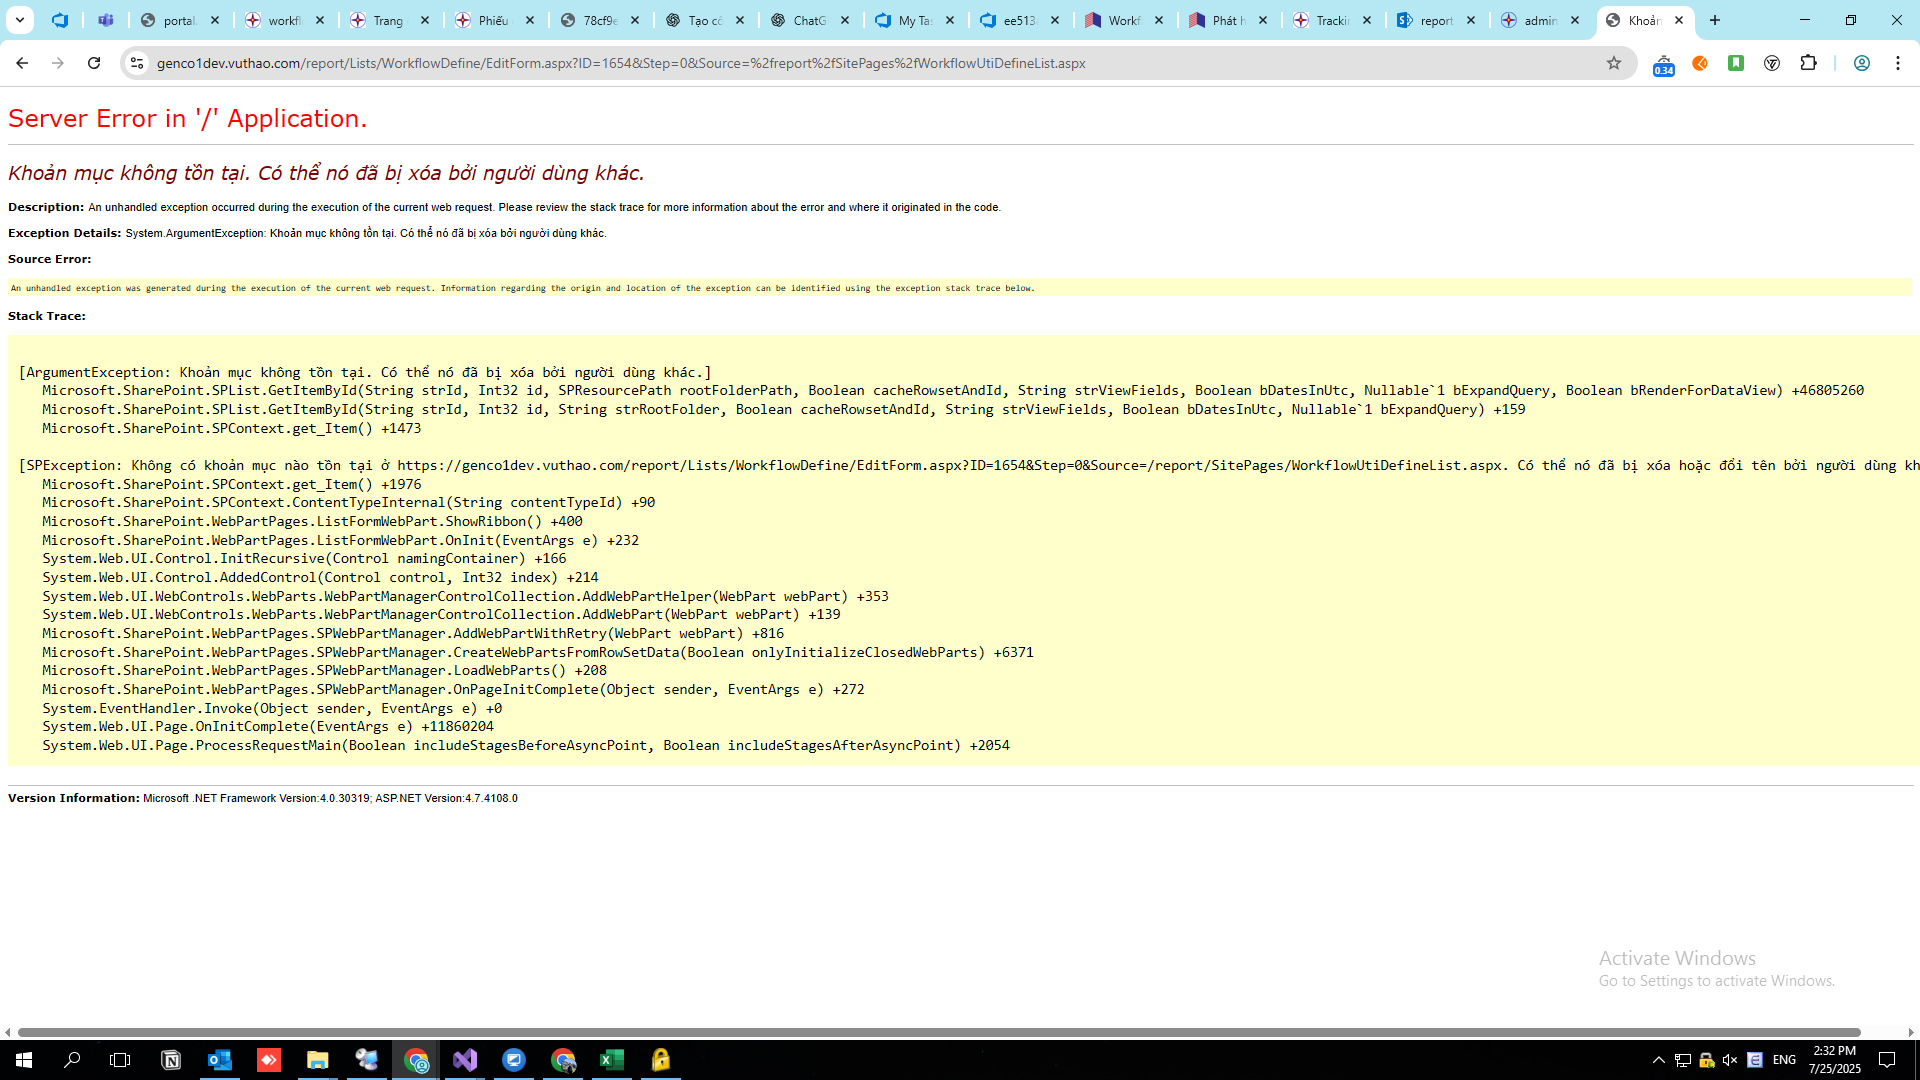 portal.
workfl
Trang
Phiếu
78cf9e
Tạo cô
ChatG
My Tas
ee513
Workf
Phát h
Trackin
report
admin
Khoản
genco1dev.vuthao.com/report/Lists/WorkflowDefine/EditForm.aspx?ID=1654&Step=0&Source=%2freport%2fSitePages%2fWorkflowUtiDefineList.aspx
0.34
Server Error in '/' Application.
Khoản mục không tồn tại. Có thể nó đã bị xóa bởi người dùng khác.
Description: An unhandled exception occurred during the execution of the current web request. Please review the stack trace for more information about the error and where it originated in the code.
Exception Details: System.ArgumentException: Khoản mục không tồn tại. Có thể nó đã bị xóa bởi người dùng khác.
Source Error:
An unhandled exception was generated during the execution of the current web request. Information regarding the origin and location of the exception can be identified using the exception stack trace below.
Stack Trace:
[ArgumentException: Khoản mục không tồn tại. Có thể nó đã bị xóa bởi người dùng khác.]
Microsoft.SharePoint.SPList.GetItemById(String strId, Int32 id, SPResourcePath rootFolderPath, Boolean cacheRowsetAndId, String strViewFields, Boolean bDatesInUtc, Nullable`1 bExpandQuery, Boolean bRenderForDataView) +46805260
Microsoft.SharePoint.SPList.GetItemById(String strId, Int32 id, String strRootFolder, Boolean cacheRowsetAndId, String strViewFields, Boolean bDatesInUtc, Nullable`1 bExpandQuery) +159
Microsoft.SharePoint.SPContext.get_Item() +1473
[SPException: Không có khoản mục nào tồn tại ở https://genco1dev.vuthao.com/report/Lists/WorkflowDefine/EditForm.aspx?ID=1654&Step=0&Source=/report/SitePages/WorkflowUtiDefineList.aspx. Có thể nó đã bị xóa hoặc đổi tên bởi người dùng kh
Microsoft.SharePoint.SPContext.get_Item() +1976
Microsoft.SharePoint.SPContext.ContentTypeInternal(String contentTypeId) +90
Microsoft.SharePoint.WebPartPages.ListFormWebPart.ShowRibbon() +400
Microsoft.SharePoint.WebPartPages.ListFormWebPart.OnInit(EventArgs e) +232
System.Web.UI.Control.InitRecursive(Control namingContainer) +166
System.Web.UI.Control.AddedControl(Control control, Int32 index) +214
System.Web.UI.WebControls.WebParts.WebPartManagerControlCollection.AddWebPartHelper(WebPart webPart) +353
System.Web.UI.WebControls.WebParts.WebPartManagerControlCollection.AddWebPart(WebPart webPart) +139
Microsoft.SharePoint.WebPartPages.SPWebPartManager.AddWebPartWithRetry(WebPart webPart) +816
Microsoft.SharePoint.WebPartPages.SPWebPartManager.CreateWebPartsFromRowSetData(Boolean onlyInitializeClosedWebParts) +6371
Microsoft.SharePoint.WebPartPages.SPWebPartManager.LoadWebParts() +208
Microsoft.SharePoint.WebPartPages.SPWebPartManager.OnPageInitComplete(Object sender, EventArgs e) +272
System.EventHandler.Invoke(Object sender, EventArgs e) +0
System.Web.UI.Page.OnInitComplete(EventArgs e) +11860204
System.Web.UI.Page.ProcessRequestMain(Boolean includeStagesBeforeAsyncPoint, Boolean includeStagesAfterAsyncPoint) +2054
Version Information: Microsoft .NET Framework Version:4.0.30319; ASP.NET Version:4.7.4108.0
Activate Windows
Go to Settings to activate Windows.
ENG
2:32 PM
7/25/2025